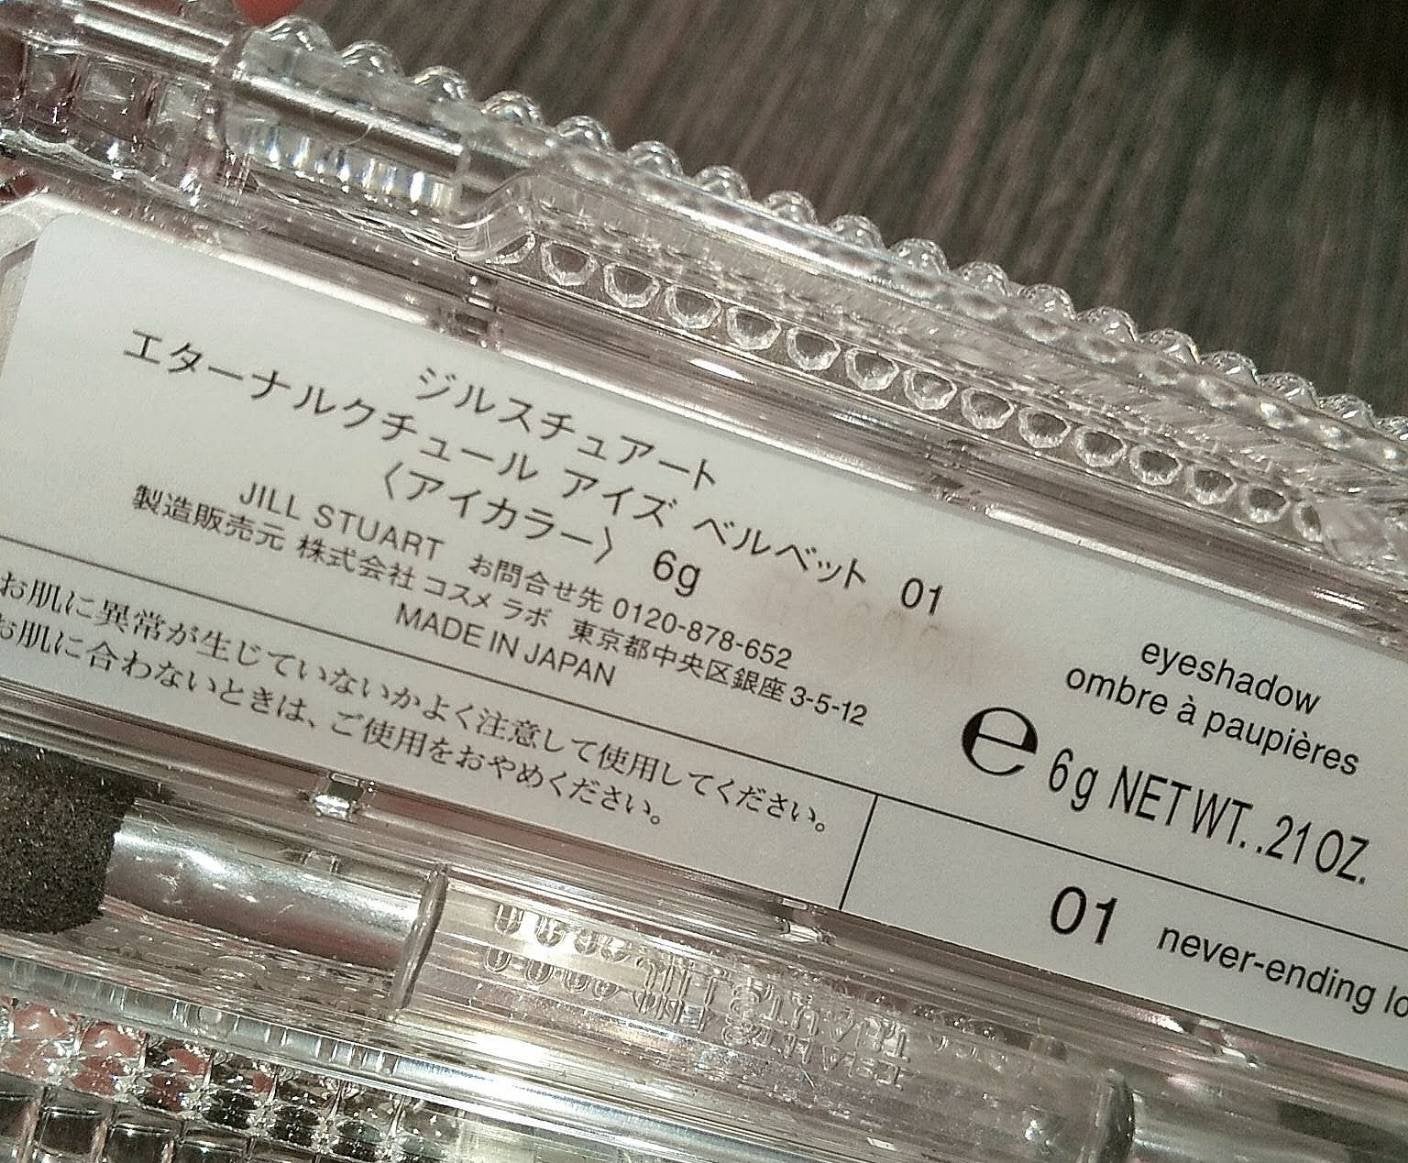 ジルスチュアート
エターナルクチュール アイズ ベルベット 01
〈アイカラー〉 6g
JILL STUART お問合せ先 0120-878-652
製造販売元 株式会社 コスメ ラボ 東京都中央区銀座 3-5-12
MADE IN JAPAN
お肌に異常が生じていないかよく注意して使用してください。
お肌に合わないときは、ご使用をおやめください。
eyeshadow
ombre à paupières
℮ 6g NET WT. .21 OZ.
01 never-ending